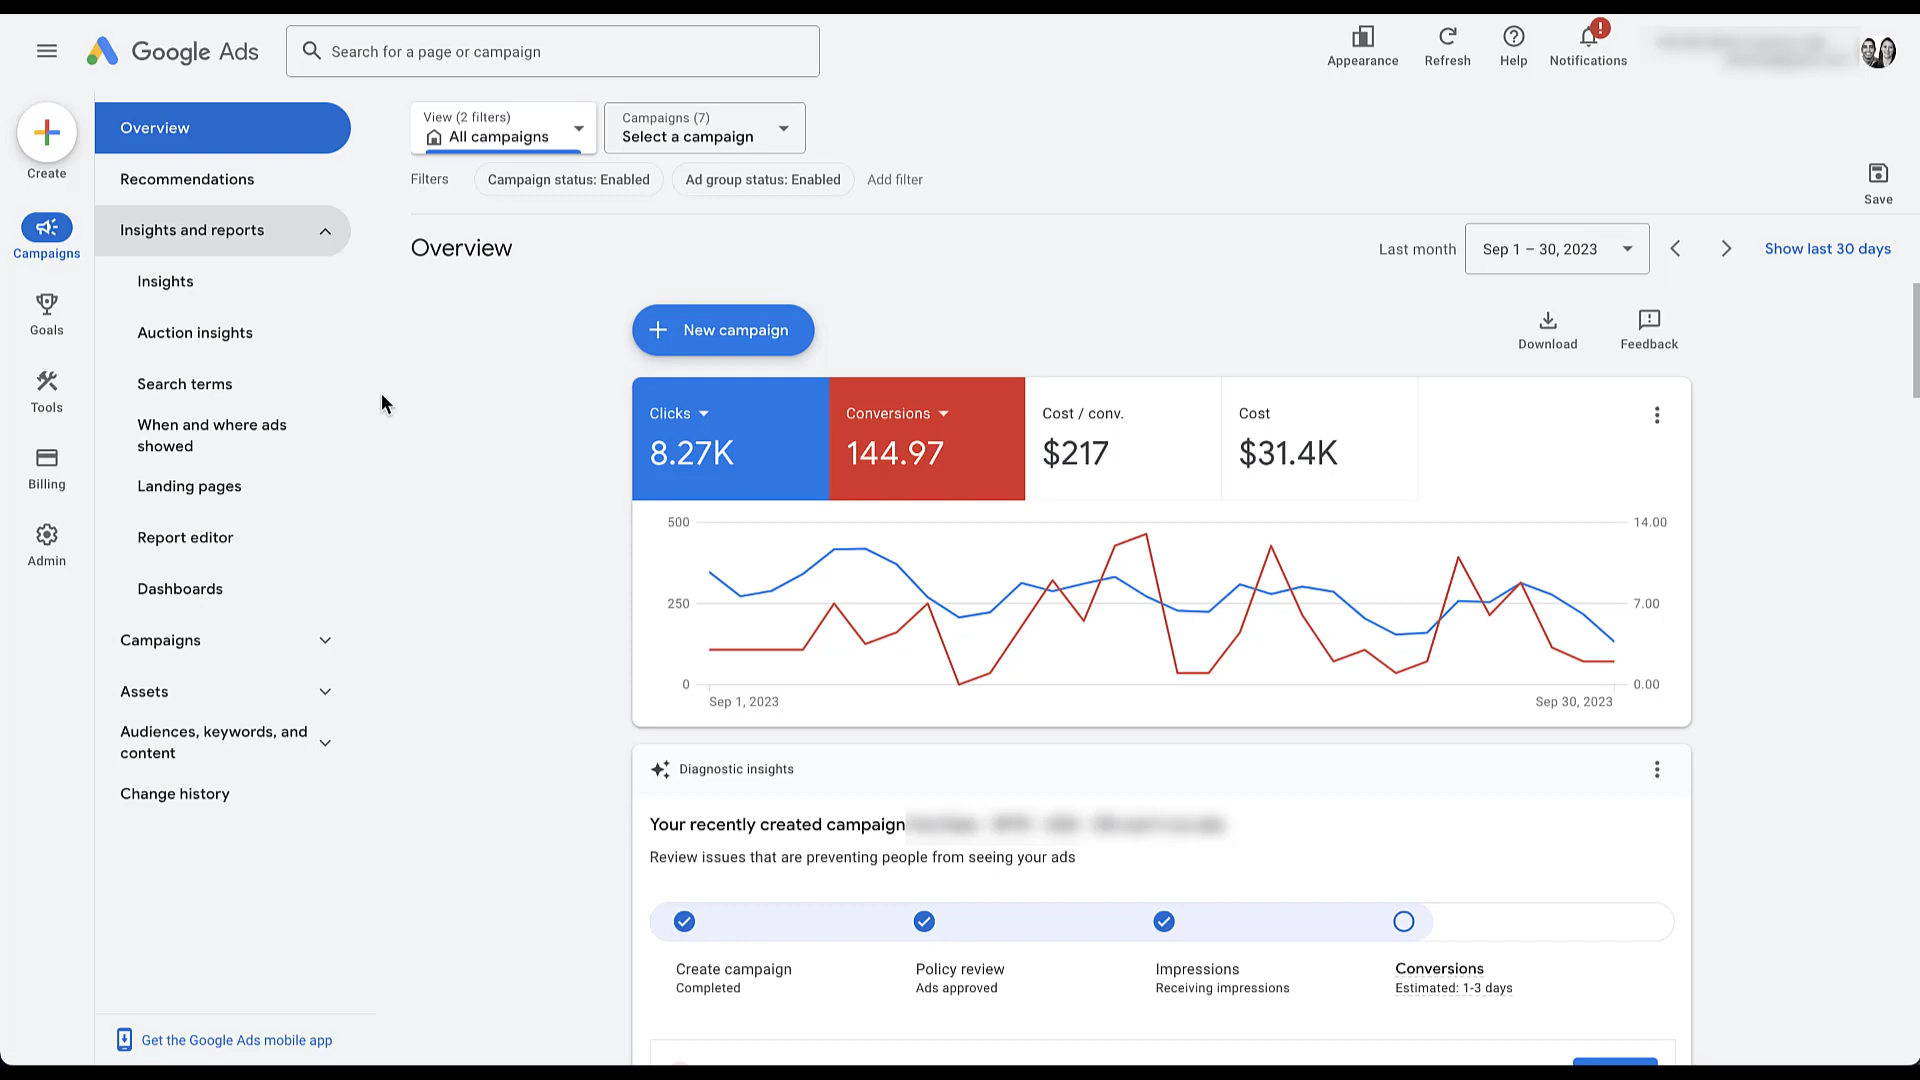 Google Ads
Search for a page or campaign
Appearance
Refresh
Help
!
Notifications
Create
Campaigns
Goals
Tools
Billing
Admin
Overview
Recommendations
Insights and reports
Insights
Auction insights
Search terms
When and where ads
showed
Landing pages
Report editor
Dashboards
Campaigns
Assets
Audiences, keywords, and
content
Change history
Get the Google Ads mobile app
View (2 filters)
All campaigns
Campaigns (7)
Select a campaign
Filters
Campaign status: Enabled
Ad group status: Enabled
Add filter
Save
Overview
Last month
Sep 1 – 30, 2023
Show last 30 days
New campaign
Download
Feedback
Clicks
8.27K
Conversions
144.97
Cost / conv.
$217
Cost
$31.4K
500
14.00
250
7.00
0
0.00
Sep 1, 2023
Sep 30, 2023
Diagnostic insights
Your recently created campaign
Review issues that are preventing people from seeing your ads
Create campaign
Completed
Policy review
Ads approved
Impressions
Receiving impressions
Conversions
Estimated: 1-3 days